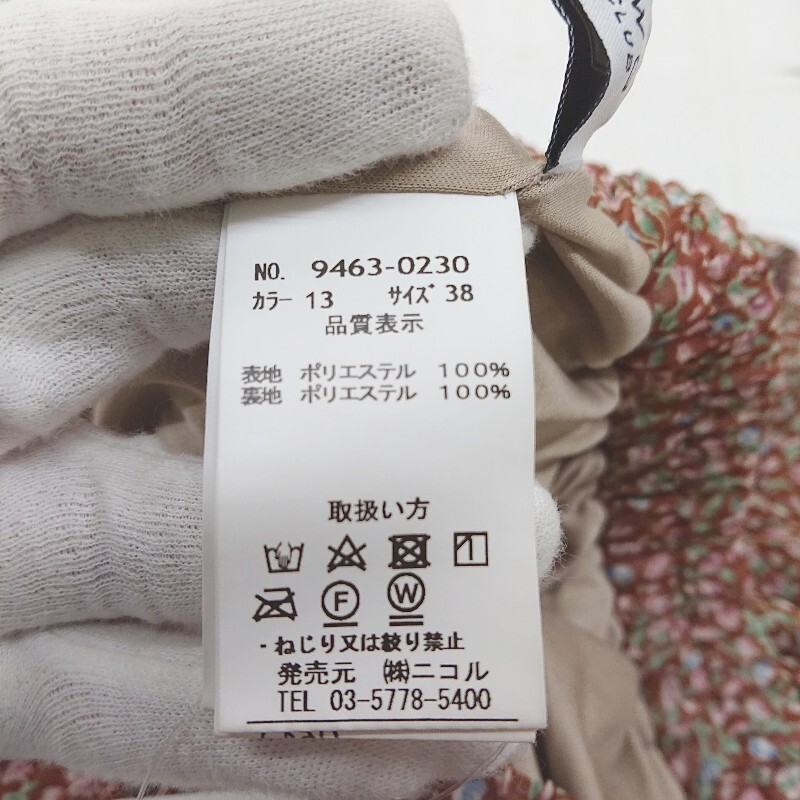 NO. 9463-0230
カラー 13 サイズ 38
品質表示
表地 ポリエステル 100%
裏地 ポリエステル 100%
取扱い方
F W
・ねじり又は絞り禁止
発売元 ㈱ニコル
TEL 03-5778-5400